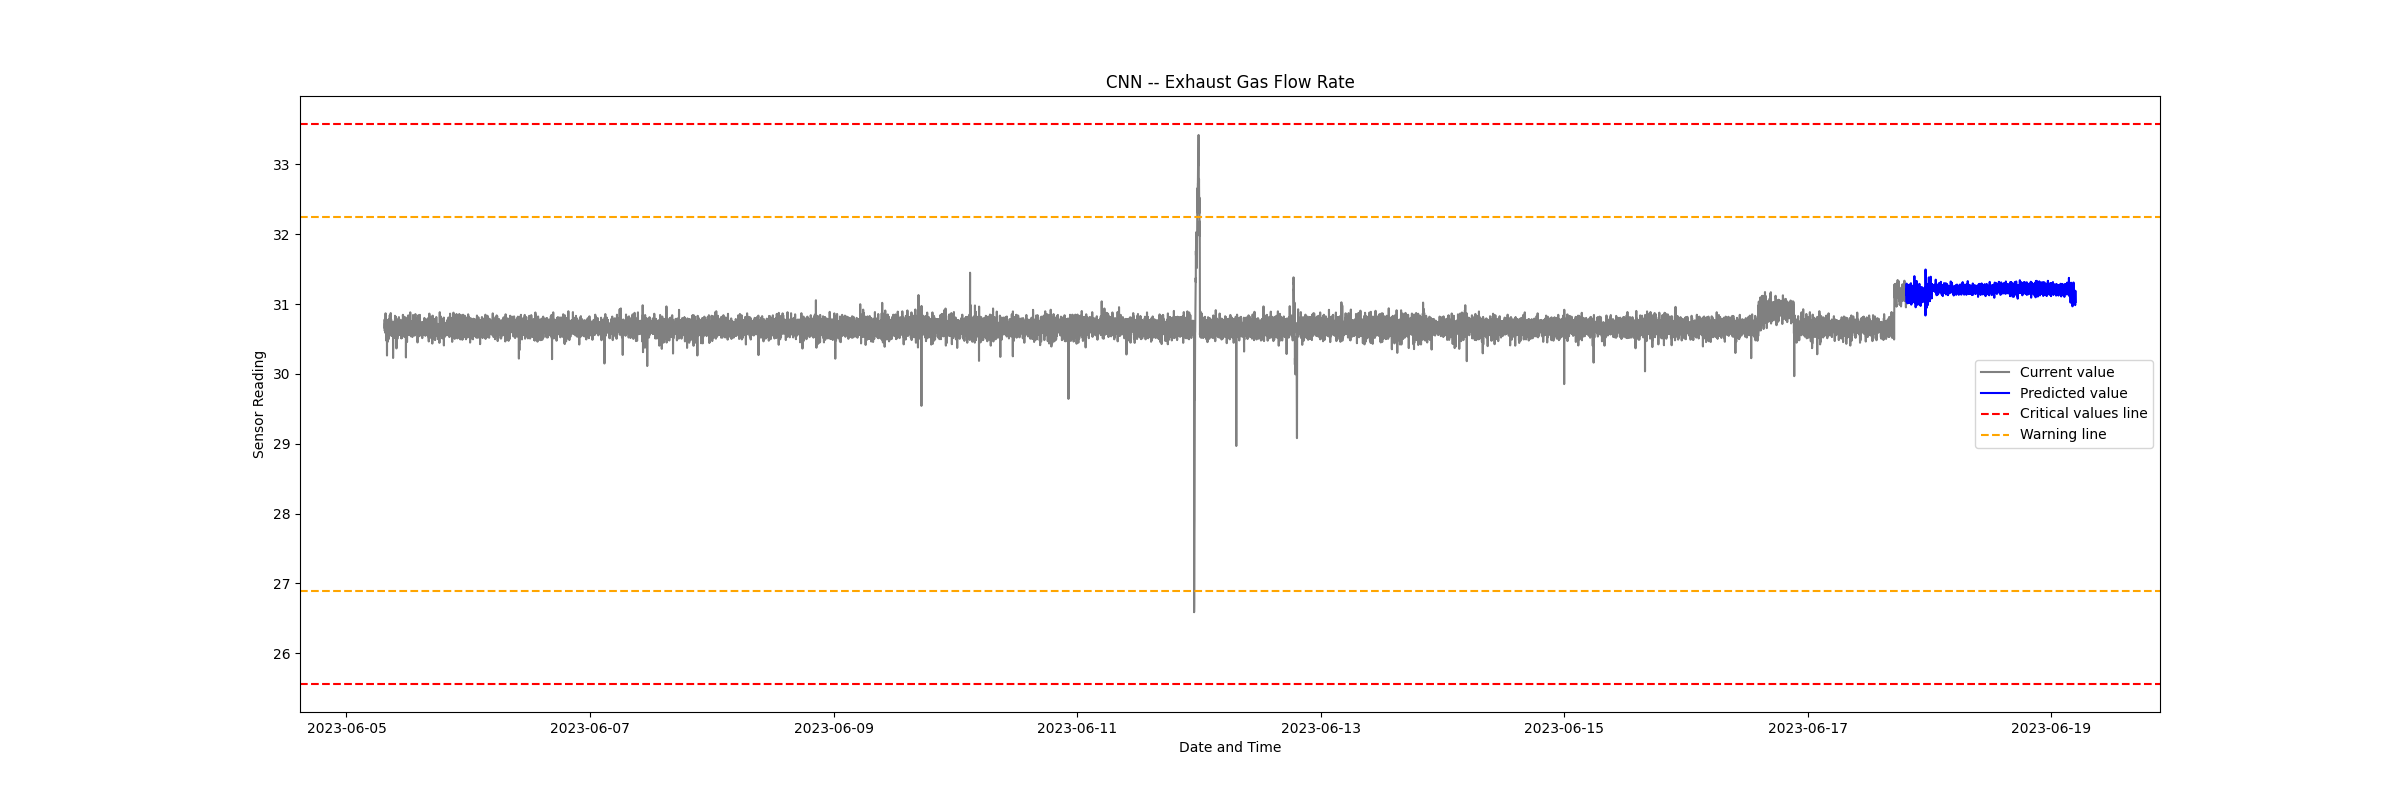 CNN -- Exhaust Gas Flow Rate
Sensor Reading
33
32
31
30
29
28
27
26
Current value
Predicted value
Critical values line
Warning line
2023-06-05 2023-06-07 2023-06-09 2023-06-11 2023-06-13 2023-06-15 2023-06-17 2023-06-19
Date and Time